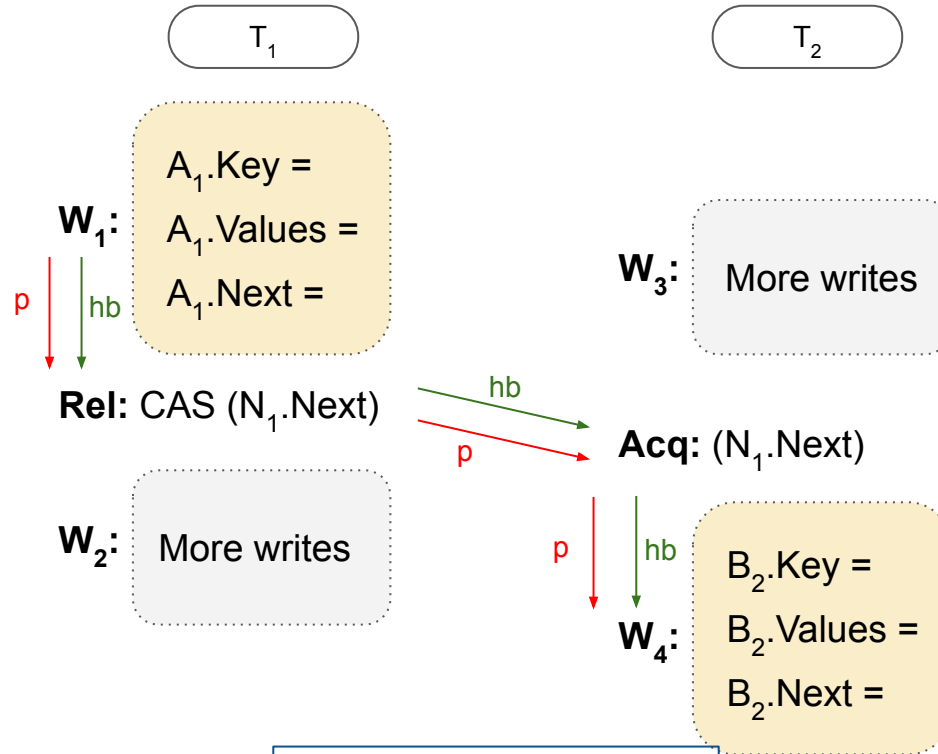 T₁
T₂
A₁.Key =
W₁:
A₁.Values =
A₁.Next =
p
hb
W₃:
More writes
Rel: CAS (N₁.Next)
hb
p
Acq: (N₁.Next)
W₂:
More writes
p
hb
B₂.Key =
W₄:
B₂.Values =
B₂.Next =